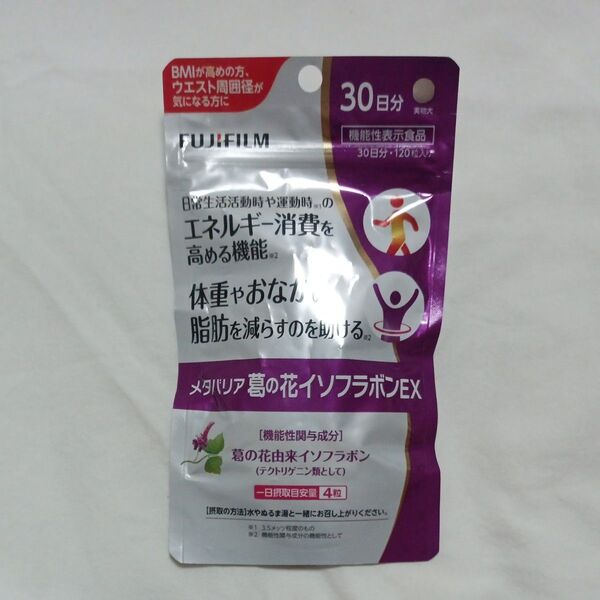 BMIが高めの方、
ウエスト周囲径が
気になる方に
30日分
実物大
FUJIFILM
機能性表示食品
30日分・120粒入り
日常生活活動時や運動時※1の
エネルギー消費を
高める機能※2
体重やおなかの
脂肪を減らすのを助ける※2
メタバリア 葛の花イソフラボンEX
[機能性関与成分]
葛の花由来イソフラボン
(テクトリゲニン類として)
一日摂取目安量 4粒
[摂取の方法]水やぬるま湯と一緒にお召し上がりください。
※1 3.5メッツ程度のもの
※2 機能性関与成分の機能性として